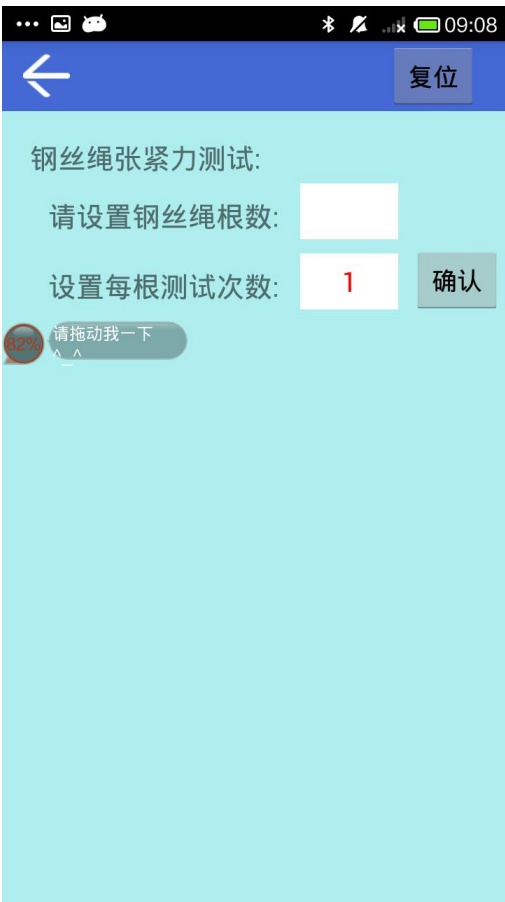 09:08
复位
钢丝绳张紧力测试:
请设置钢丝绳根数:
设置每根测试次数: 1 确认
82% 请拖动我一下
^_^